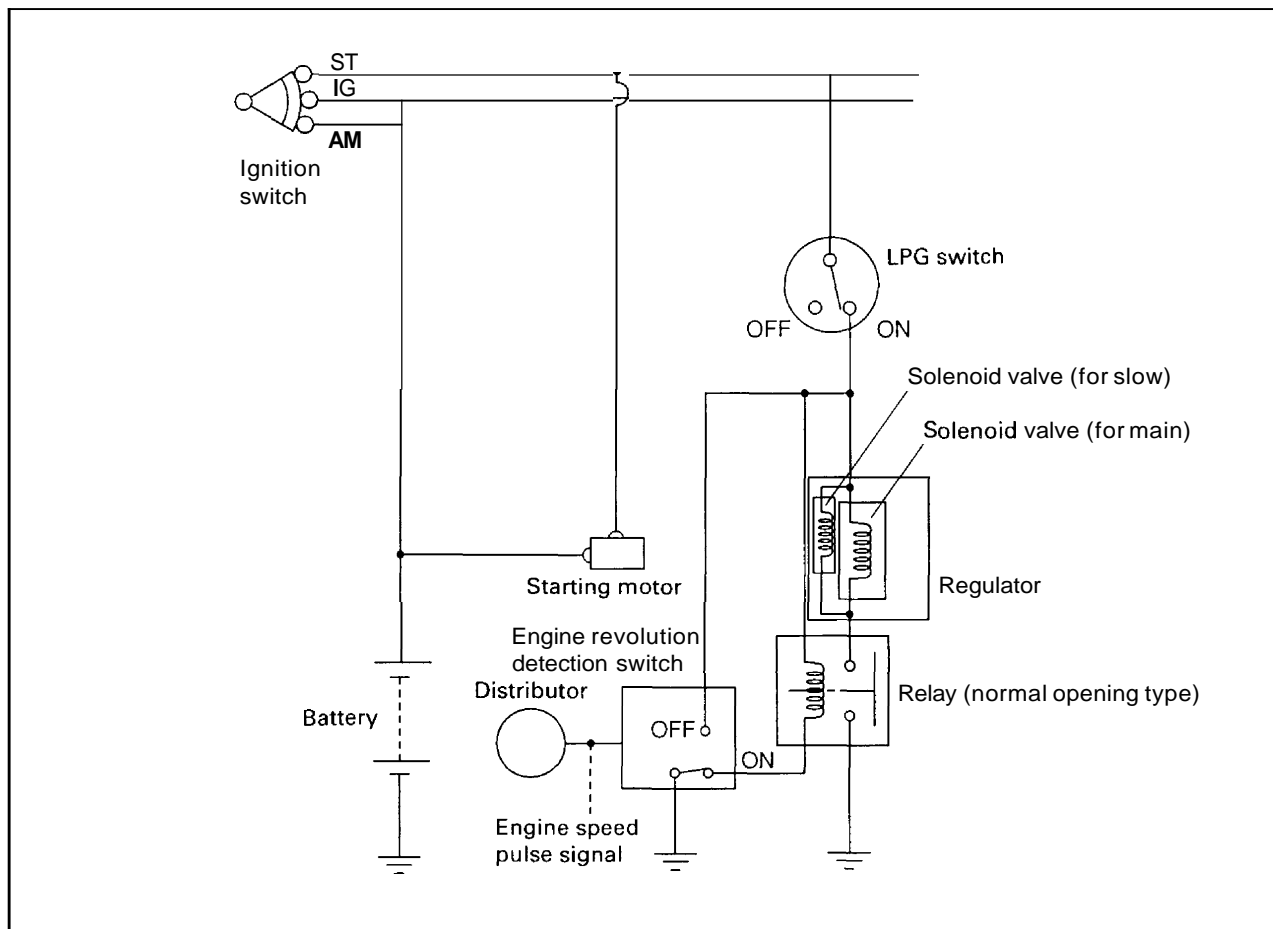 ST
IG
AM
Ignition
switch
LPG switch
OFF
ON
Solenoid valve (for slow)
Solenoid valve (for main)
Starting motor
Regulator
Engine revolution
detection switch
Distributor
Relay (normal opening type)
Battery
OFF
ON
Engine speed
pulse signal